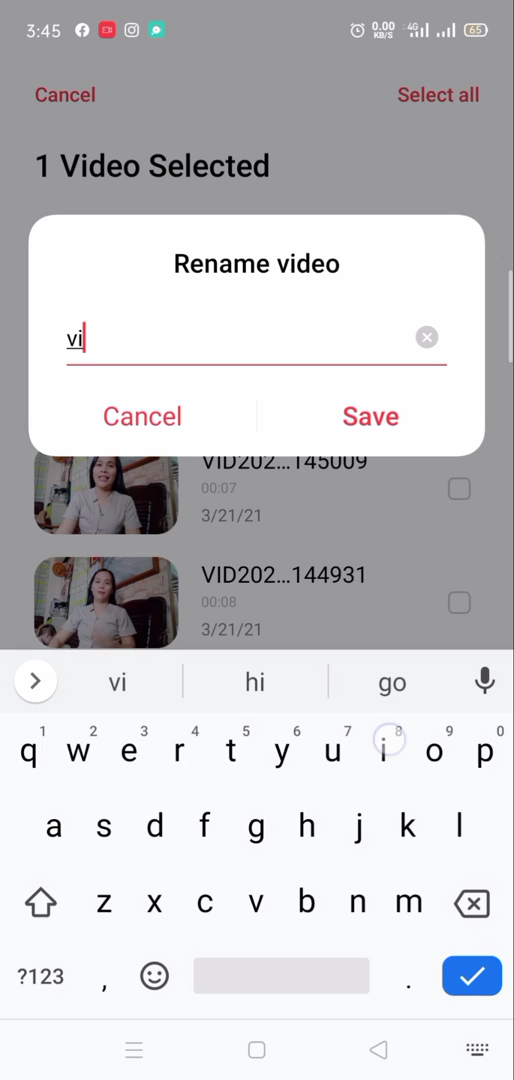 3:45 0.00 KB/S 4G 65
Cancel Select all
1 Video Selected
Rename video
vi
Cancel Save
VID202...145009
00:07
3/21/21
VID202...144931
00:08
3/21/21
vi hi go
1 2 3 4 5 6 7 8 9 0
q w e r t y u i o p
a s d f g h j k l
z x c v b n m
?123 , .